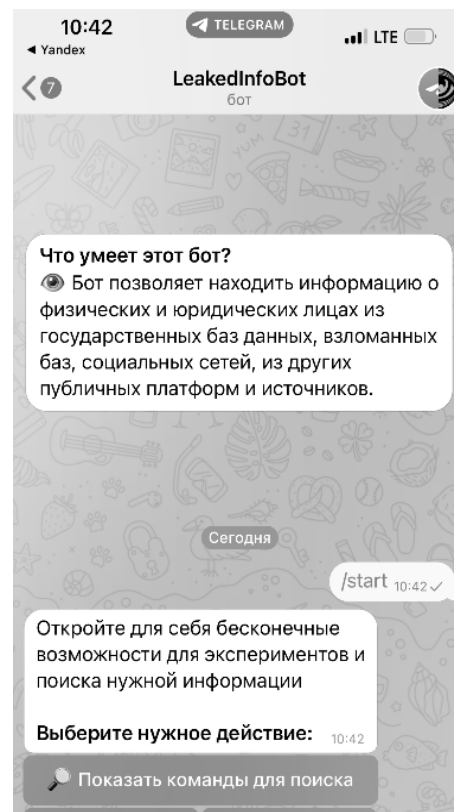 10:42
TELEGRAM
LTE
◀ Yandex
7
LeakedInfoBot
бот
Что умеет этот бот?
👁 Бот позволяет находить информацию о
физических и юридических лицах из
государственных баз данных, взломанных
баз, социальных сетей, из других
публичных платформ и источников.
Сегодня
/start 10:42
Откройте для себя бесконечные
возможности для экспериментов и
поиска нужной информации
Выберите нужное действие: 10:42
🔎 Показать команды для поиска